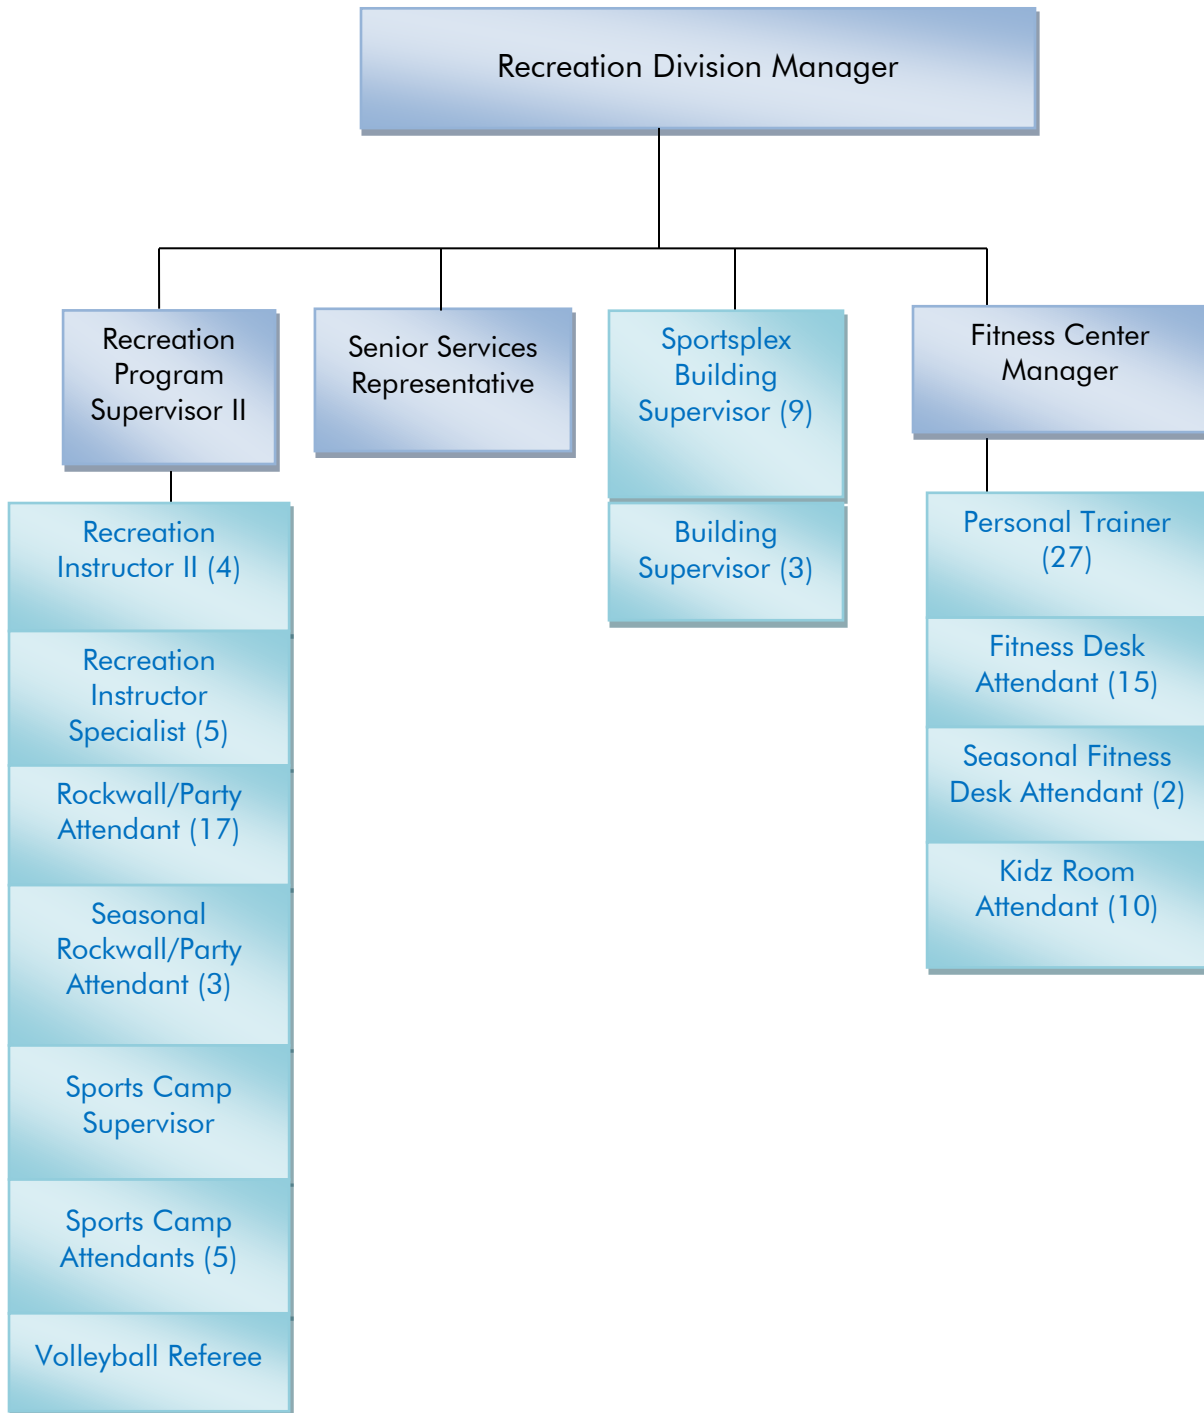 Recreation Division Manager
Recreation
Program
Supervisor II
Senior Services
Representative
Sportsplex
Building
Supervisor (9)
Fitness Center
Manager
Recreation
Instructor II (4)
Recreation
Instructor
Specialist (5)
Rockwall/Party
Attendant (17)
Seasonal
Rockwall/Party
Attendant (3)
Sports Camp
Supervisor
Sports Camp
Attendants (5)
Volleyball Referee
Building
Supervisor (3)
Personal Trainer
(27)
Fitness Desk
Attendant (15)
Seasonal Fitness
Desk Attendant (2)
Kidz Room
Attendant (10)